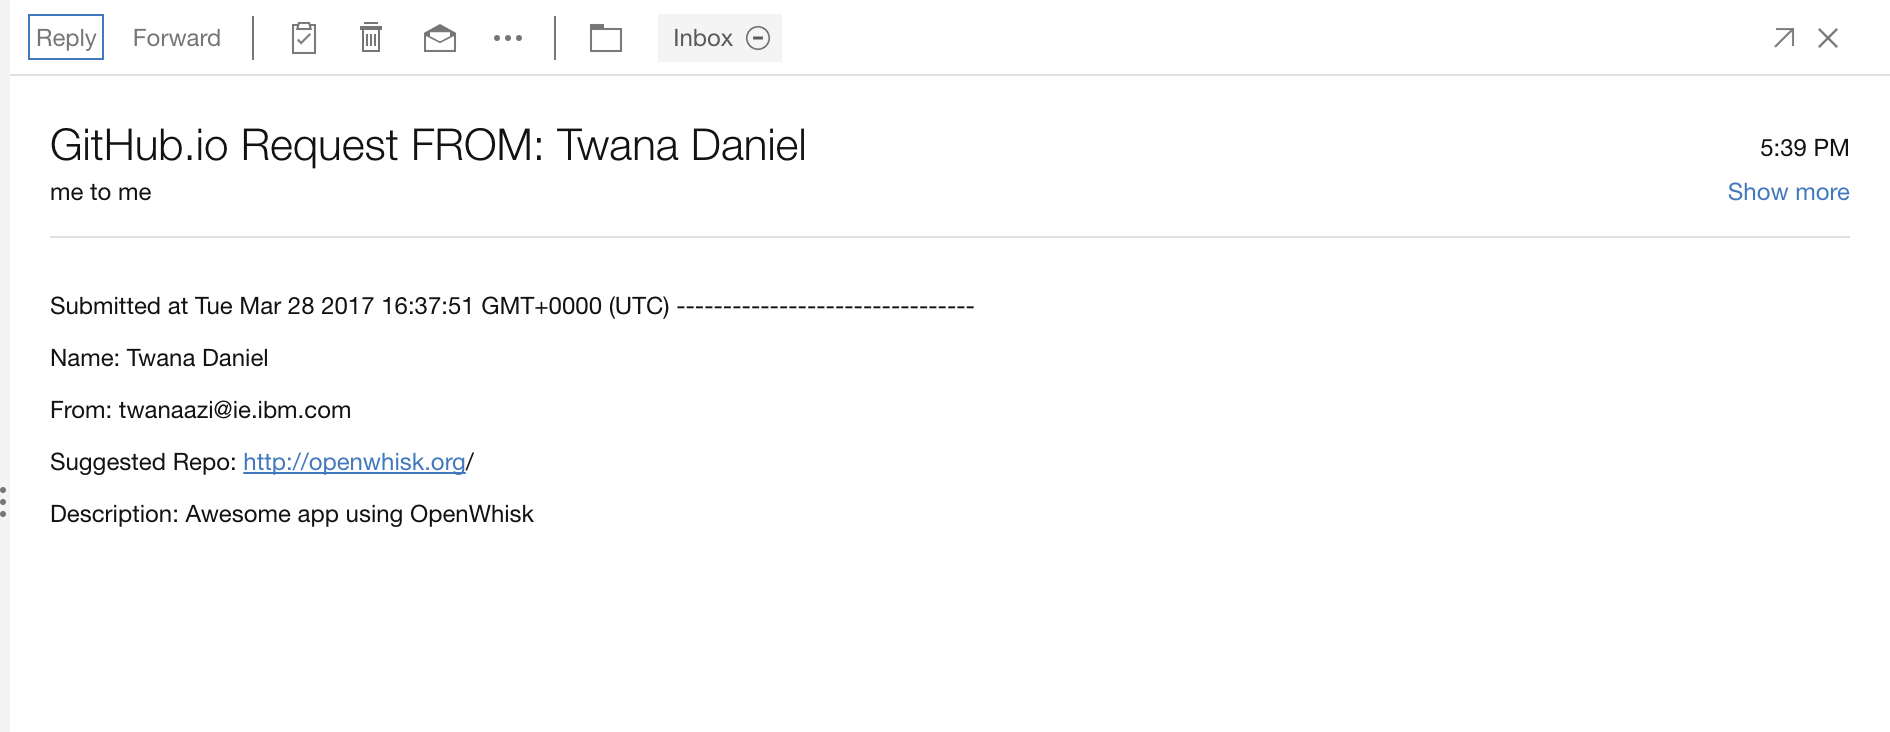 Reply Forward Inbox
GitHub.io Request FROM: Twana Daniel
5:39 PM
me to me
Show more
Submitted at Tue Mar 28 2017 16:37:51 GMT+0000 (UTC) --------------------------------
Name: Twana Daniel
From: twanaazi@ie.ibm.com
Suggested Repo: http://openwhisk.org/
Description: Awesome app using OpenWhisk